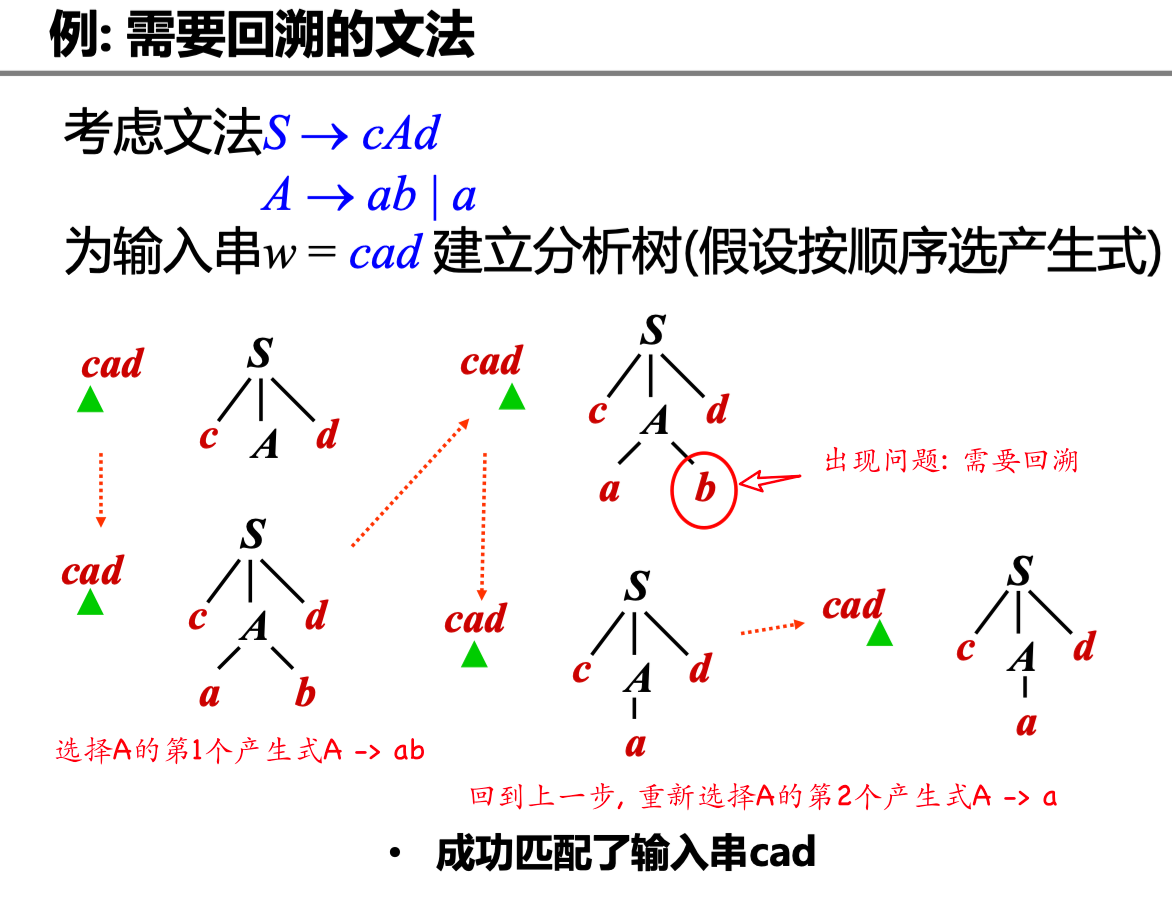 例: 需要回溯的文法
考虑文法S → cAd
A → ab | a
为输入串w = cad 建立分析树(假设按顺序选产生式)
cad
S
c A d
cad
S
c A d
a b
选择A的第1个产生式A -> ab
cad
S
c A d
a b
出现问题: 需要回溯
cad
S
c A d
a
回到上一步, 重新选择A的第2个产生式A -> a
cad
S
c A d
a
• 成功匹配了输入串cad